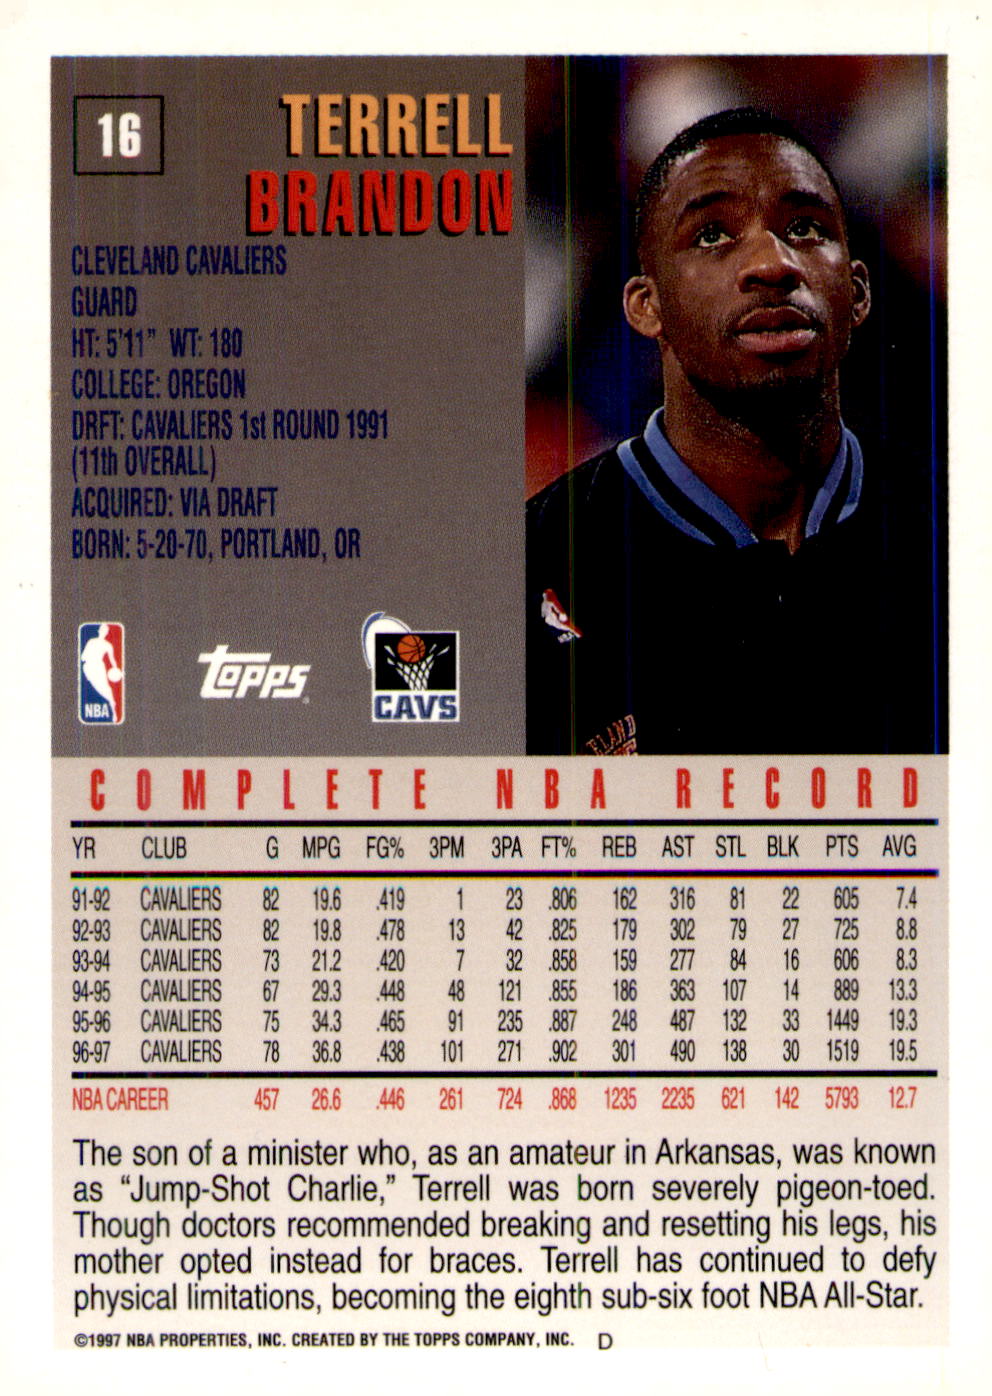 16
TERRELL
BRANDON
CLEVELAND CAVALIERS
GUARD
HT: 5'11" WT: 180
COLLEGE: OREGON
DRFT: CAVALIERS 1st ROUND 1991
(11th OVERALL)
ACQUIRED: VIA DRAFT
BORN: 5-20-70, PORTLAND, OR
NBA
TOPPS
CAVS
COMPLETE NBA RECORD
YR CLUB G MPG FG% 3PM 3PA FT% REB AST STL BLK PTS AVG
91-92 CAVALIERS 82 19.6 .419 1 23 .806 162 316 81 22 605 7.4
92-93 CAVALIERS 82 19.8 .478 13 42 .825 179 302 79 27 725 8.8
93-94 CAVALIERS 73 21.2 .420 7 32 .858 159 277 84 16 606 8.3
94-95 CAVALIERS 67 29.3 .448 48 121 .855 186 363 107 14 889 13.3
95-96 CAVALIERS 75 34.3 .465 91 235 .887 248 487 132 33 1449 19.3
96-97 CAVALIERS 78 36.8 .438 101 271 .902 301 490 138 30 1519 19.5
NBA CAREER 457 26.6 .446 261 724 .868 1235 2235 621 142 5793 12.7
The son of a minister who, as an amateur in Arkansas, was known
as “Jump-Shot Charlie,” Terrell was born severely pigeon-toed.
Though doctors recommended breaking and resetting his legs, his
mother opted instead for braces. Terrell has continued to defy
physical limitations, becoming the eighth sub-six foot NBA All-Star.
©1997 NBA PROPERTIES, INC. CREATED BY THE TOPPS COMPANY, INC. D